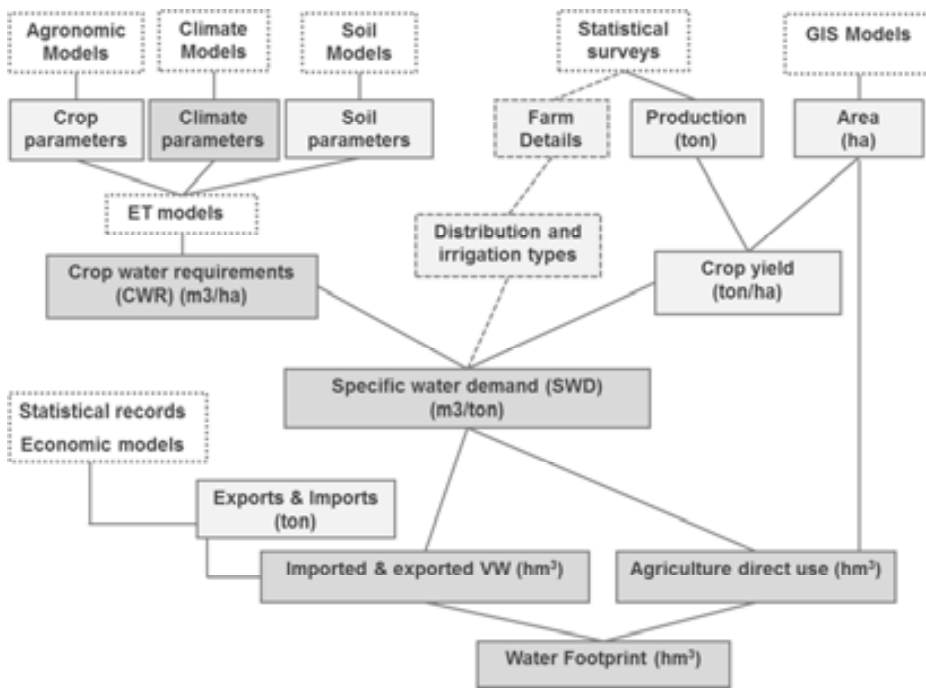 Agronomic
Models
Climate
Models
Soil
Models
Statistical
surveys
GIS Models
Crop
parameters
Climate
parameters
Soil
parameters
Farm
Details
Production
(ton)
Area
(ha)
ET models
Distribution and
irrigation types
Crop water requirements
(CWR) (m3/ha)
Crop yield
(ton/ha)
Specific water demand (SWD)
(m3/ton)
Statistical records
Economic models
Exports & Imports
(ton)
Imported & exported VW (hm³)
Agriculture direct use (hm³)
Water Footprint (hm³)